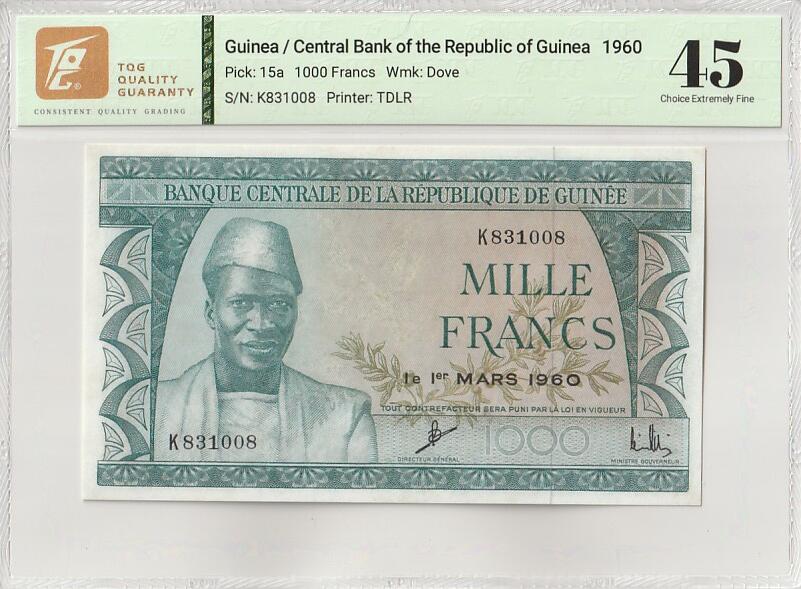 TQG
QUALITY
GUARANTY
CONSISTENT QUALITY GRADING
Guinea / Central Bank of the Republic of Guinea 1960
Pick: 15a 1000 Francs Wmk: Dove
S/N: K831008 Printer: TDLR
45
Choice Extremely Fine
BANQUE CENTRALE DE LA RÉPUBLIQUE DE GUINÉE
K831008
MILLE
FRANCS
le 1er MARS 1960
TOUT CONTREFACTEUR SERA PUNI PAR LA LOI EN VIGUEUR
K831008
1000
DIRECTEUR GÉNÉRAL
MINISTRE GOUVERNEUR